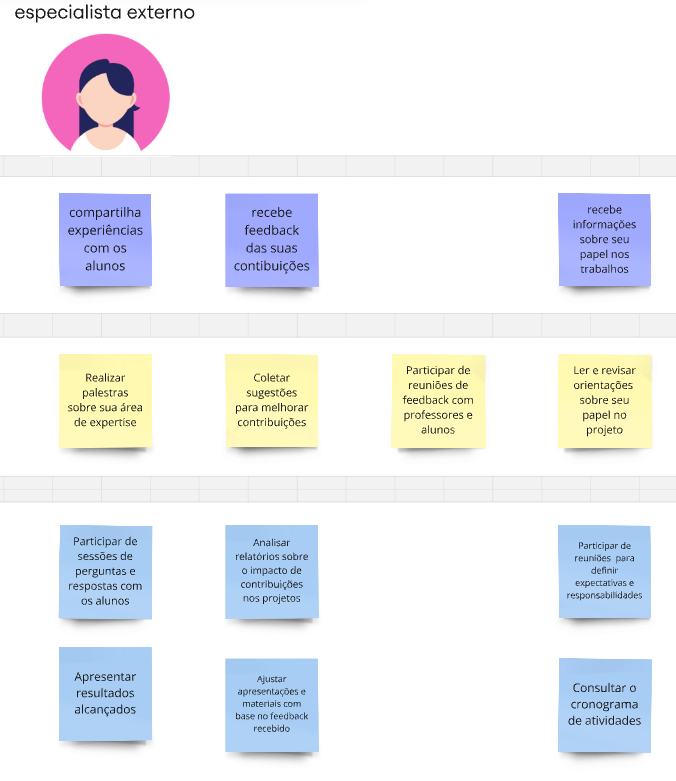 especialista externo
compartilha
experiências
com os
alunos
recebe
feedback
das suas
contibuições
recebe
informações
sobre seu
papel nos
trabalhos
Realizar
palestras
sobre sua área
de expertise
Coletar
sugestões
para melhorar
contribuições
Participar de
reuniões de
feedback com
professores e
alunos
Ler e revisar
orientações
sobre seu
papel no
projeto
Participar de
sessões de
perguntas e
respostas com
os alunos
Analisar
relatórios sobre
o impacto de
contribuições
nos projetos
Participar de
reuniões para
definir
expectativas e
responsabilidades
Apresentar
resultados
alcançados
Ajustar
apresentações e
materiais com
base no feedback
recebido
Consultar o
cronograma
de atividades